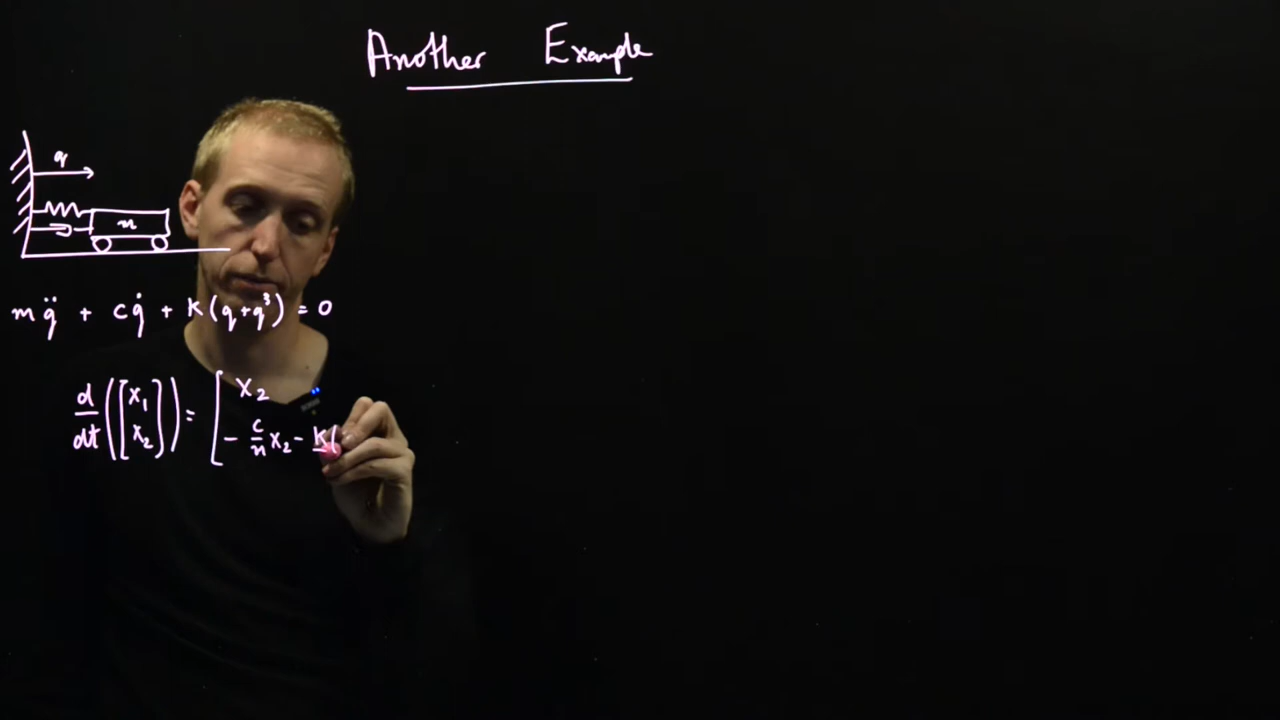 Another Example
q
m
mq̈ + cq̇ + k(q+q³) = 0
d/dt([x₁ x₂]) = [x₂
- c/m x₂ - k